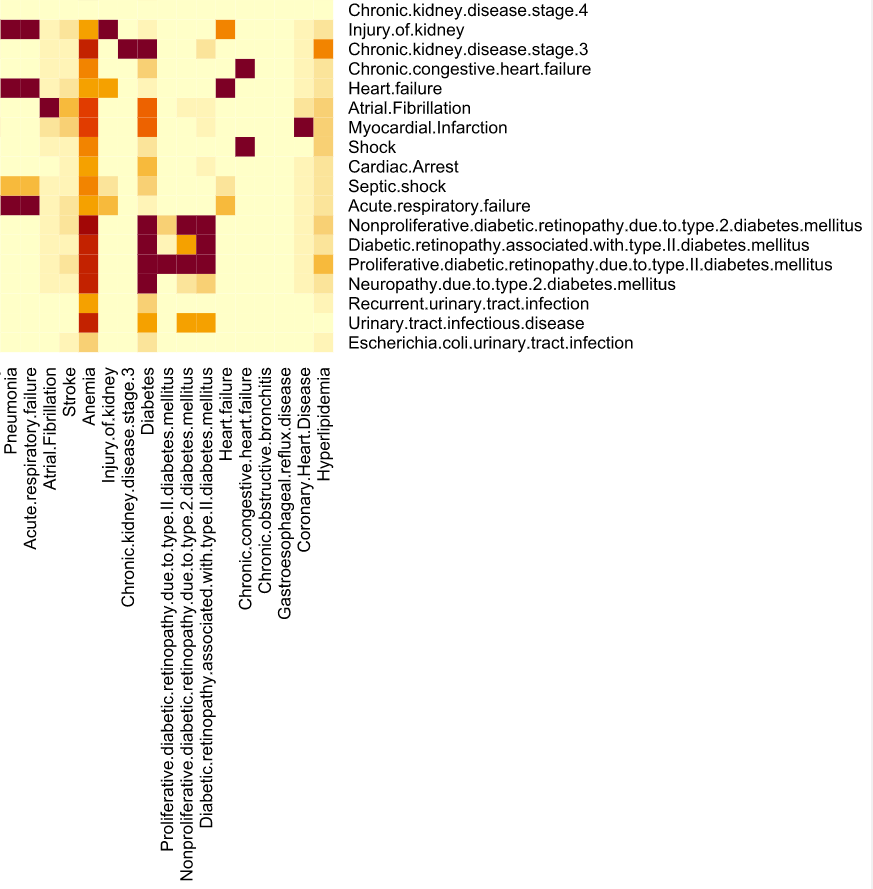 Chronic.kidney.disease.stage.4
Injury.of.kidney
Chronic.kidney.disease.stage.3
Chronic.congestive.heart.failure
Heart.failure
Atrial.Fibrillation
Myocardial.Infarction
Shock
Cardiac.Arrest
Septic.shock
Acute.respiratory.failure
Nonproliferative.diabetic.retinopathy.due.to.type.2.diabetes.mellitus
Diabetic.retinopathy.associated.with.type.II.diabetes.mellitus
Proliferative.diabetic.retinopathy.due.to.type.II.diabetes.mellitus
Neuropathy.due.to.type.2.diabetes.mellitus
Recurrent.urinary.tract.infection
Urinary.tract.infectious.disease
Escherichia.coli.urinary.tract.infection
Pneumonia
Acute.respiratory.failure
Atrial.Fibrillation
Stroke
Anemia
Injury.of.kidney
Chronic.kidney.disease.stage.3
Diabetes
Proliferative.diabetic.retinopathy.due.to.type.II.diabetes.mellitus
Nonproliferative.diabetic.retinopathy.due.to.type.2.diabetes.mellitus
Diabetic.retinopathy.associated.with.type.II.diabetes.mellitus
Heart.failure
Chronic.congestive.heart.failure
Chronic.obstructive.bronchitis
Gastroesophageal.reflux.disease
Coronary.Heart.Disease
Hyperlipidemia